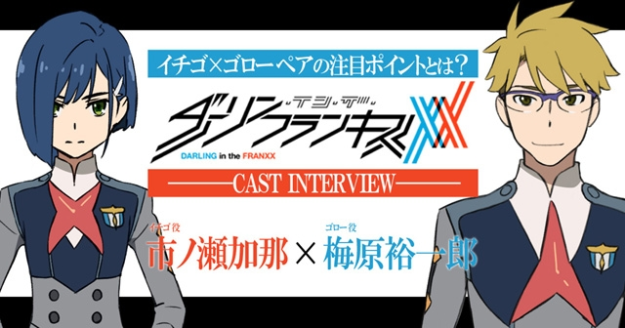 イチゴ×ゴローペアの注目ポイントとは?
ダーリン・イン・ザ・フランキスXX
DARLING in the FRANXX
CAST INTERVIEW
イチゴ役 ゴロー役
市ノ瀬加那×梅原裕一郎